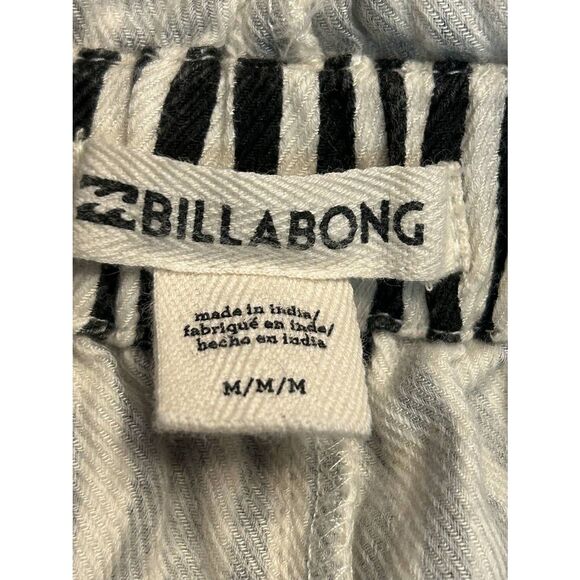 BILLABONG
made in india/
fabriqué en inde/
hecho en india
M/M/M